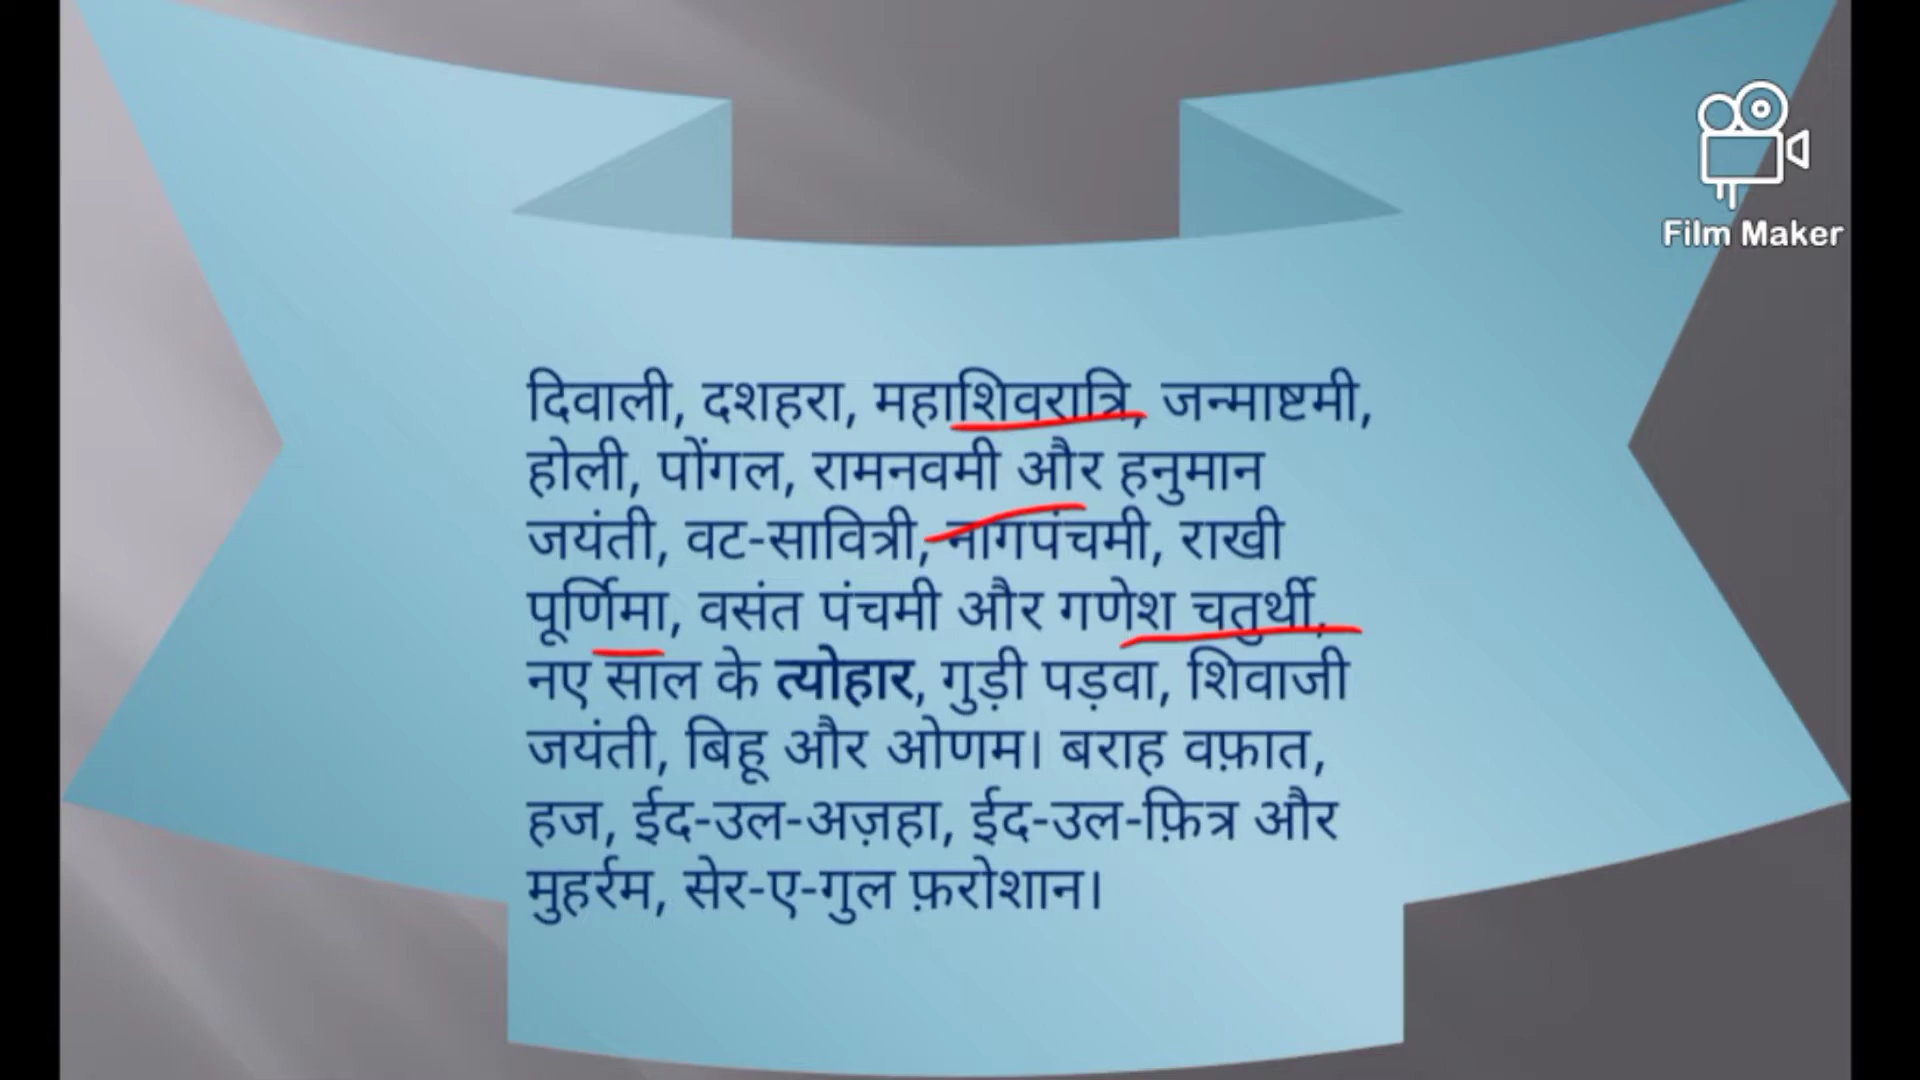 Film Maker
दिवाली, दशहरा, महाशिवरात्रि, जन्माष्टमी,
होली, पोंगल, रामनवमी और हनुमान
जयंती, वट-सावित्री, नागपंचमी, राखी
पूर्णिमा, वसंत पंचमी और गणेश चतुर्थी,
नए साल के त्योहार, गुड़ी पड़वा, शिवाजी
जयंती, बिहू और ओणम। बराह वफ़ात,
हज, ईद-उल-अज़हा, ईद-उल-फ़ित्र और
मुहर्रम, सेर-ए-गुल फ़रोशान।